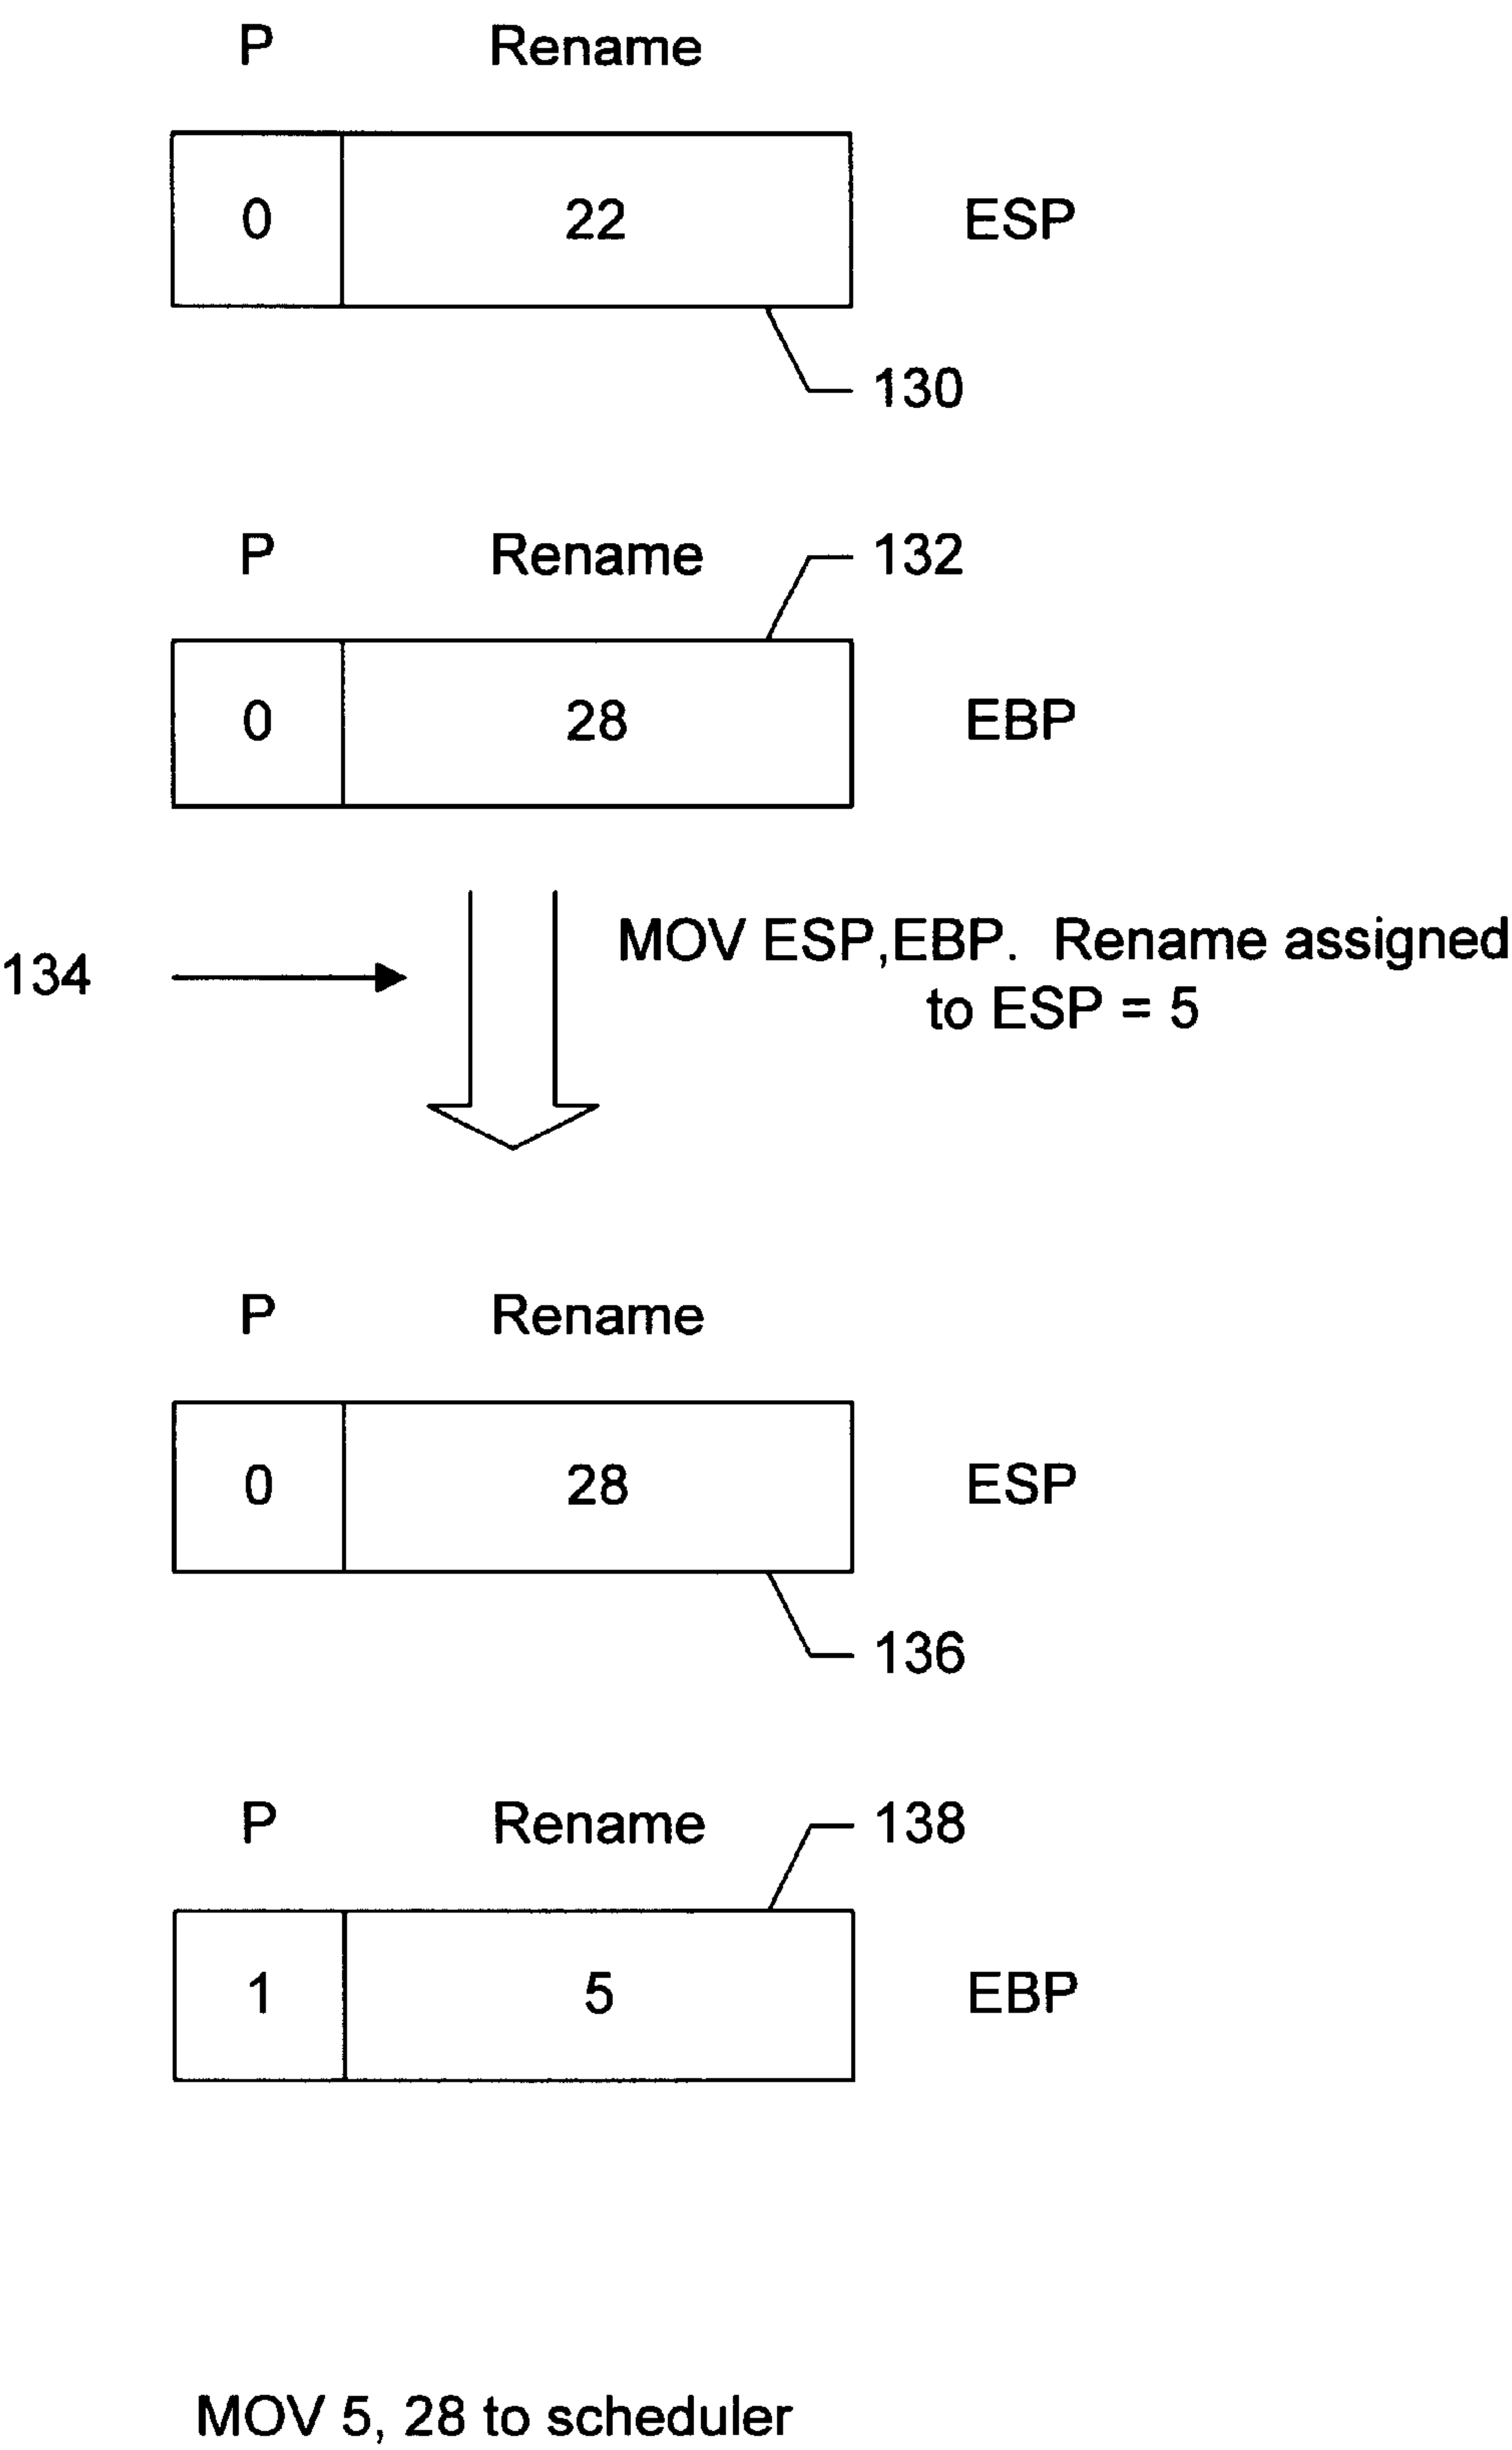 P Rename
0 22 ESP
130
P Rename 132
0 28 EBP
134
MOV ESP,EBP. Rename assigned
to ESP = 5
P Rename
0 28 ESP
136
P Rename 138
1 5 EBP
MOV 5, 28 to scheduler